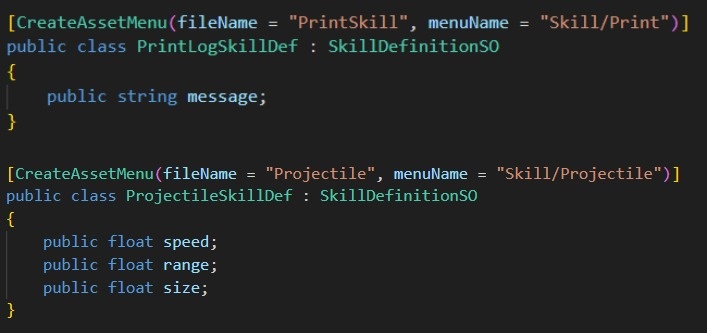 [CreateAssetMenu(fileName = "PrintSkill", menuName = "Skill/Print")]
public class PrintLogSkillDef : SkillDefinitionSO
{
    public string message;
}
[CreateAssetMenu(fileName = "Projectile", menuName = "Skill/Projectile")]
public class ProjectileSkillDef : SkillDefinitionSO
{
    public float speed;
    public float range;
    public float size;
}